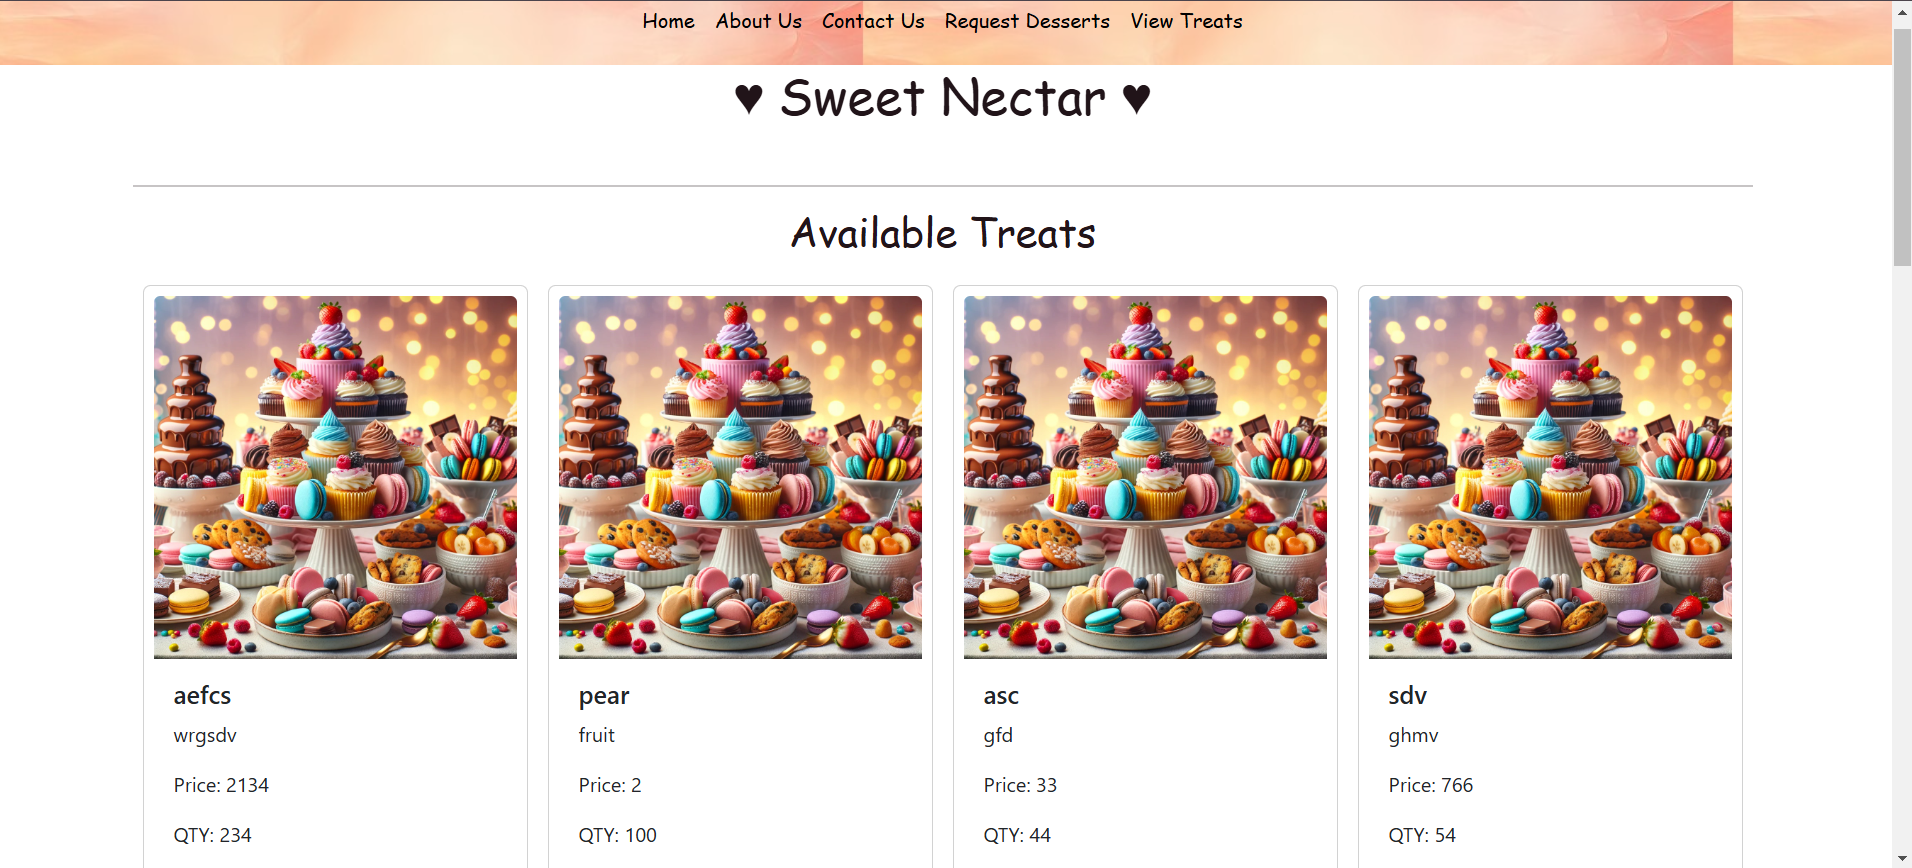 Home About Us Contact Us Request Desserts View Treats
♥ Sweet Nectar ♥
Available Treats
aefcs
wrgsdv
Price: 2134
QTY: 234
pear
fruit
Price: 2
QTY: 100
asc
gfd
Price: 33
QTY: 44
sdv
ghmv
Price: 766
QTY: 54